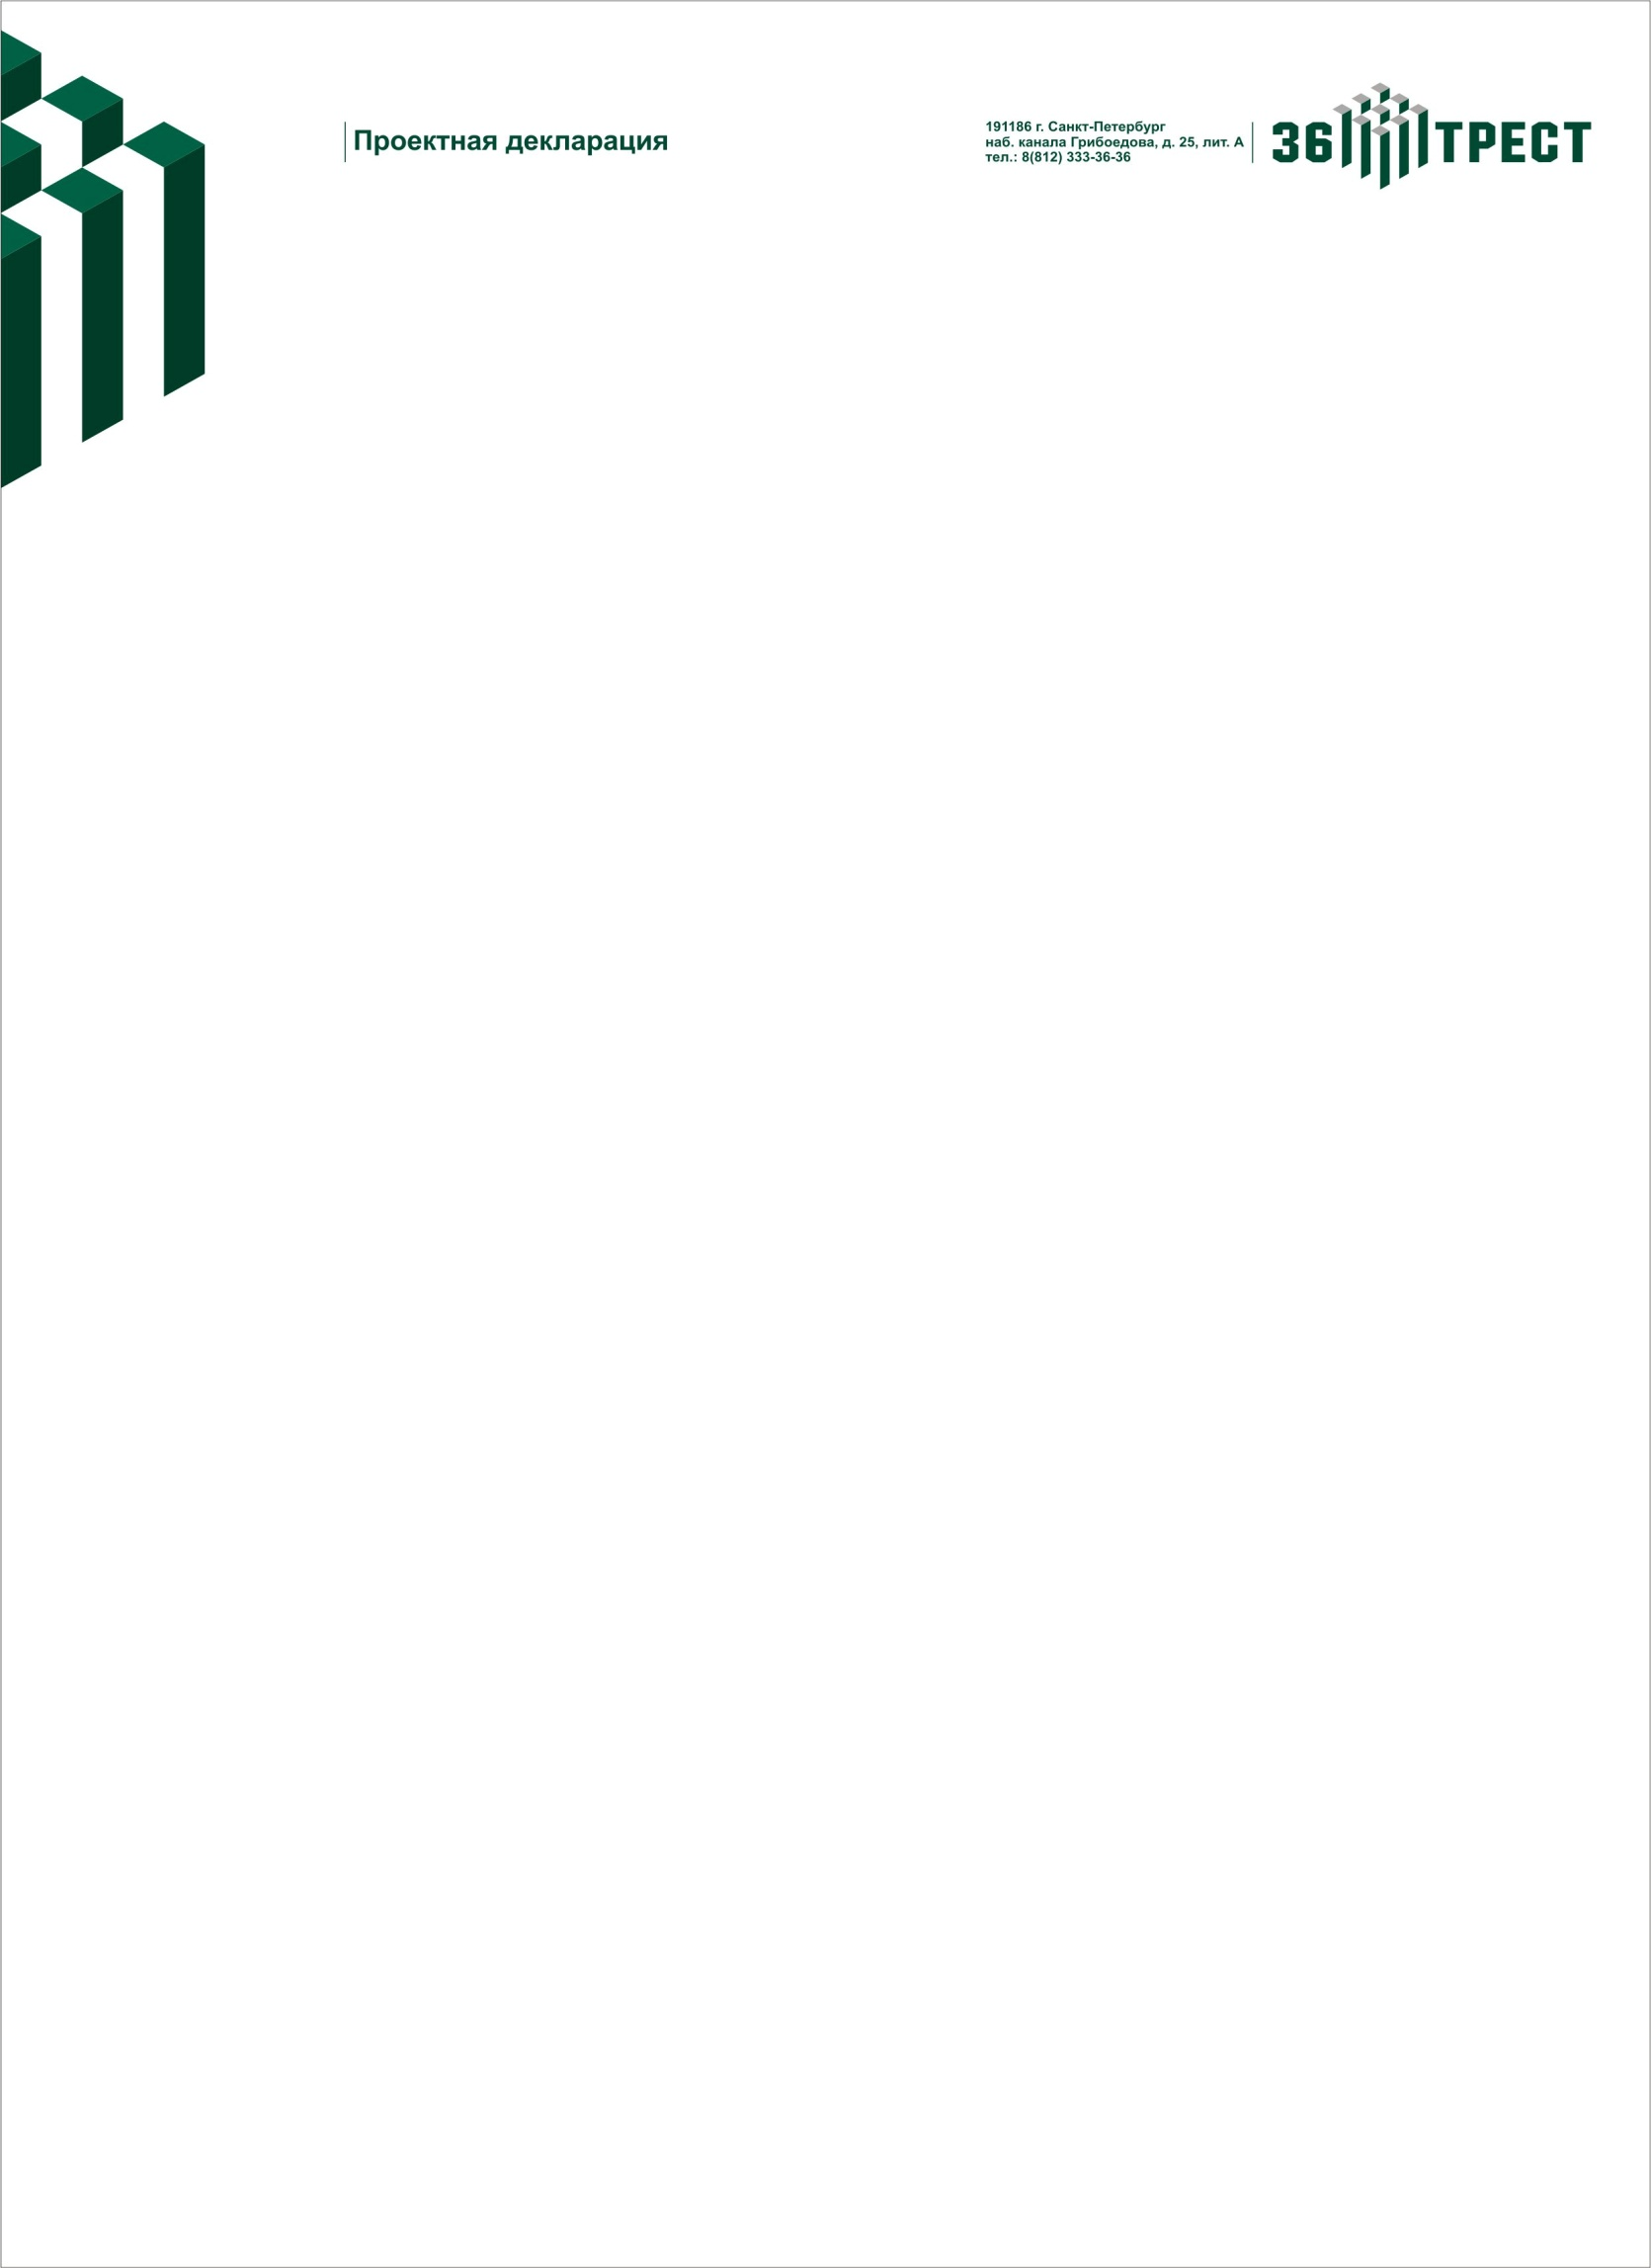 Проектная декларация
191186 г. Санкт-Петербург
наб. канала Грибоедова, д. 25, лит. А
тел.: 8(812) 333-36-36
36 ТРЕСТ